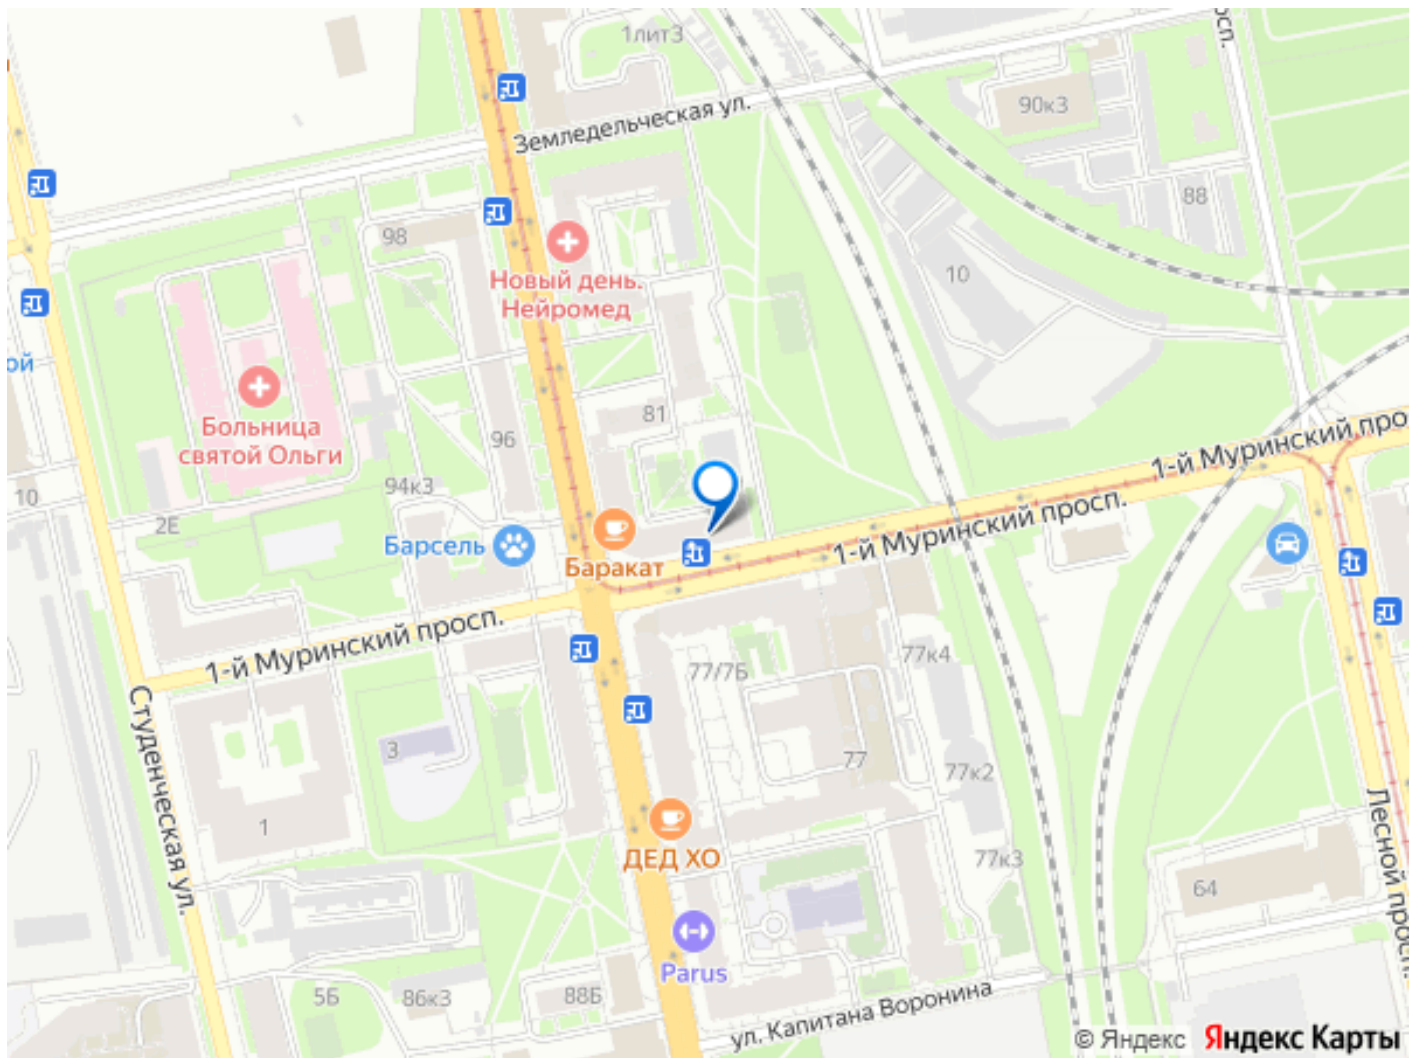 1лит3
просп.
90к3
Земледельческая ул.
88
98
Новый день.
Нейромед
10
ой
81
Больница
святой Ольги
96
1-й Муринский про
94к3
10
2Е
1-й Муринский просп.
Барсель
Баракат
1-й Муринский просп.
77к4
77/7Б
Студенческая ул.
3
77
77к2
1
ДЕД ХО
77к3
Лесной просп.
64
Parus
5Б
86к3
88Б
ул. Капитана Воронина
© Яндекс Яндекс Карты